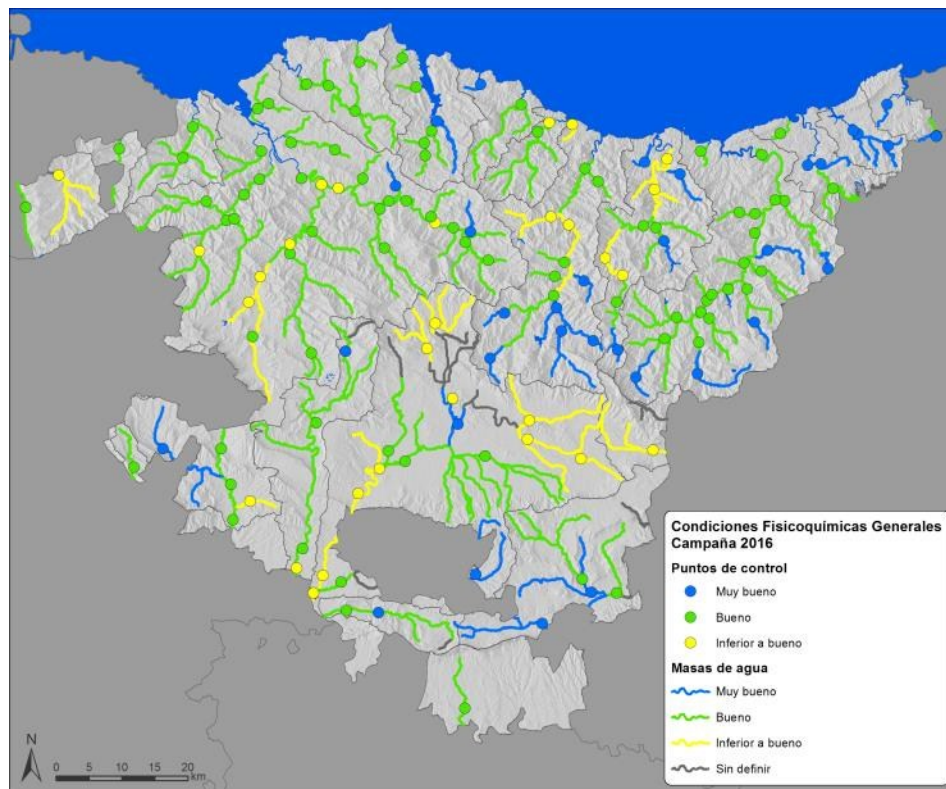 Condiciones Fisicoquímicas Generales
Campaña 2016
Puntos de control
Muy bueno
Bueno
Inferior a bueno
Masas de agua
Muy bueno
Bueno
Inferior a bueno
Sin definir
N
0 5 10 15 20
km